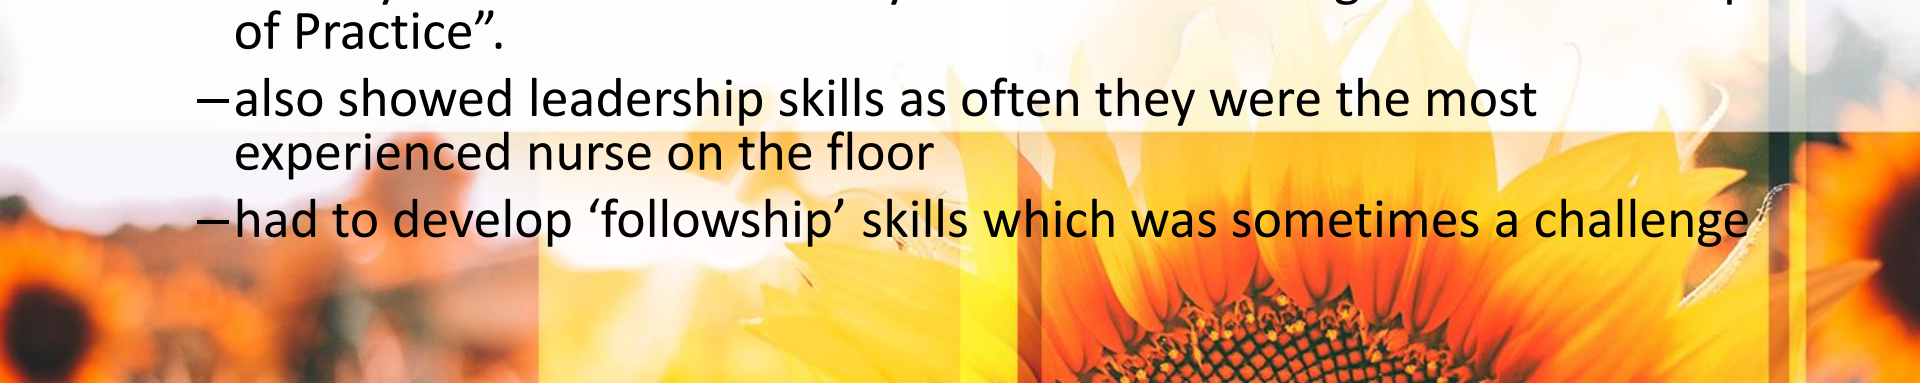 of Practice”.
–also showed leadership skills as often they were the most
experienced nurse on the floor
–had to develop ‘followship’ skills which was sometimes a challenge